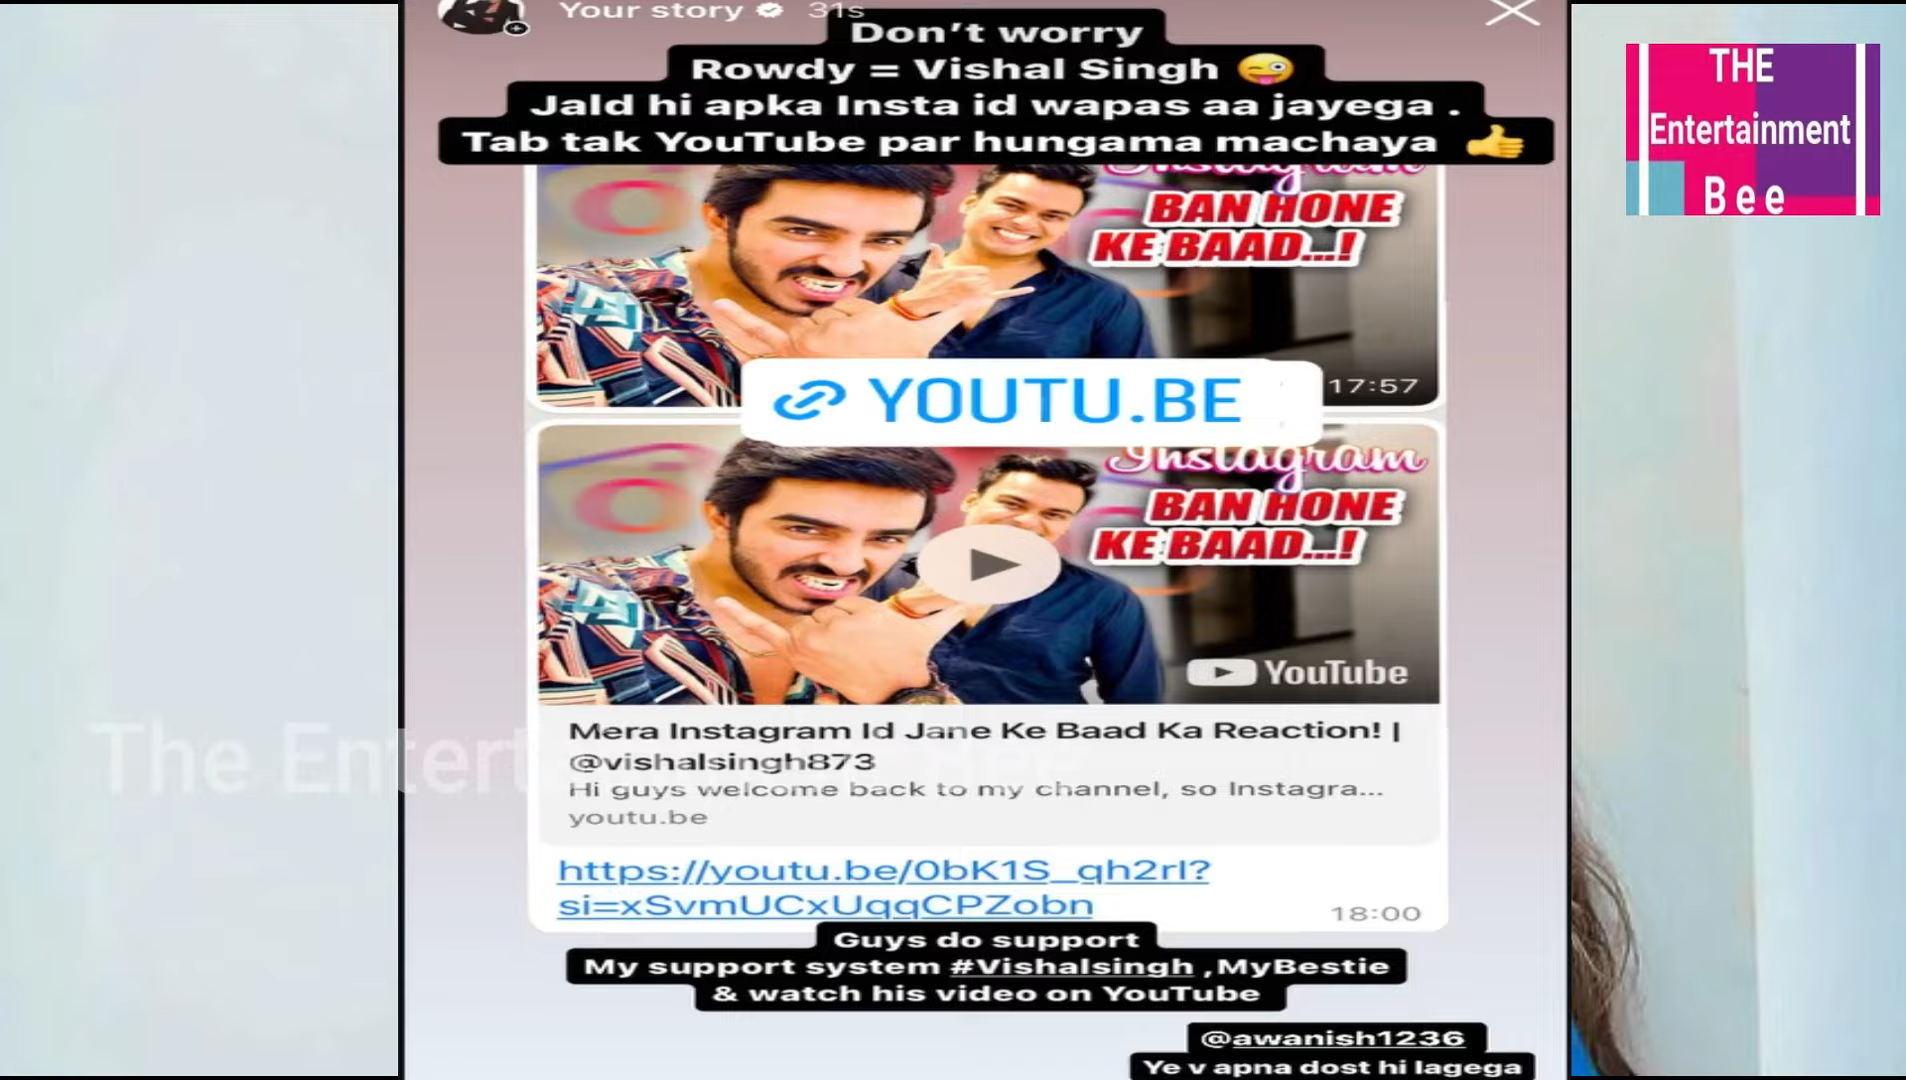 Your story 31s
Don't worry
Rowdy = Vishal Singh 😜
Jald hi apka Insta id wapas aa jayega .
Tab tak YouTube par hungama machaya 👍
THE
Entertainment
Bee
Instagram
BAN HONE
KE BAAD...!
17:57
YOUTU.BE
Instagram
BAN HONE
KE BAAD...!
YouTube
Mera Instagram Id Jane Ke Baad Ka Reaction! |
@vishalsingh873
Hi guys welcome back to my channel, so Instagra...
youtu.be
The Entertainment Bee
https://youtu.be/0bK1S_qh2rI?
si=xSvmUCxUqqCPZobn
18:00
Guys do support
My support system #Vishalsingh ,MyBestie
& watch his video on YouTube
@awanish1236
Ye v apna dost hi lagega